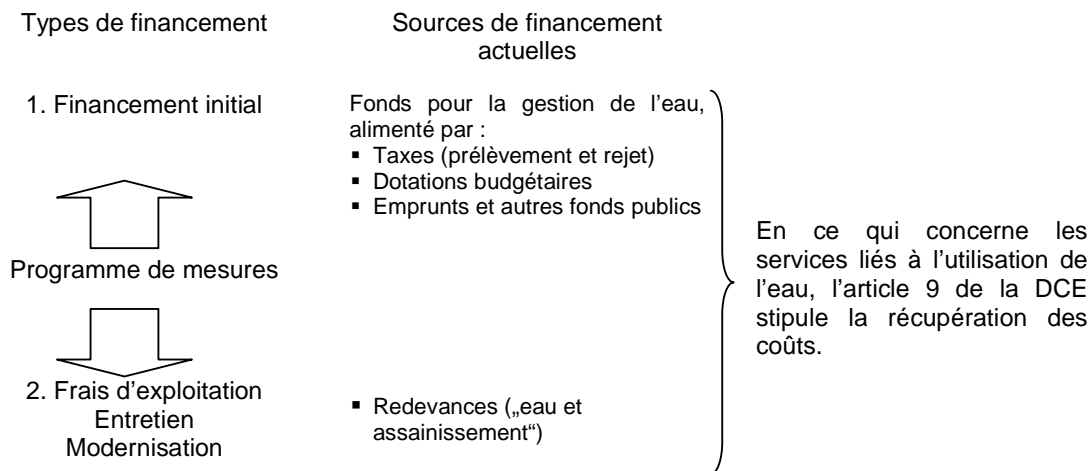 Types de financement
Sources de financement
actuelles
1. Financement initial
Fonds pour la gestion de l’eau,
alimenté par :
▪ Taxes (prélèvement et rejet)
▪ Dotations budgétaires
▪ Emprunts et autres fonds publics
Programme de mesures
2. Frais d’exploitation
Entretien
Modernisation
▪ Redevances („eau et
assainissement“)
En ce qui concerne les
services liés à l’utilisation de
l’eau, l’article 9 de la DCE
stipule la récupération des
coûts.